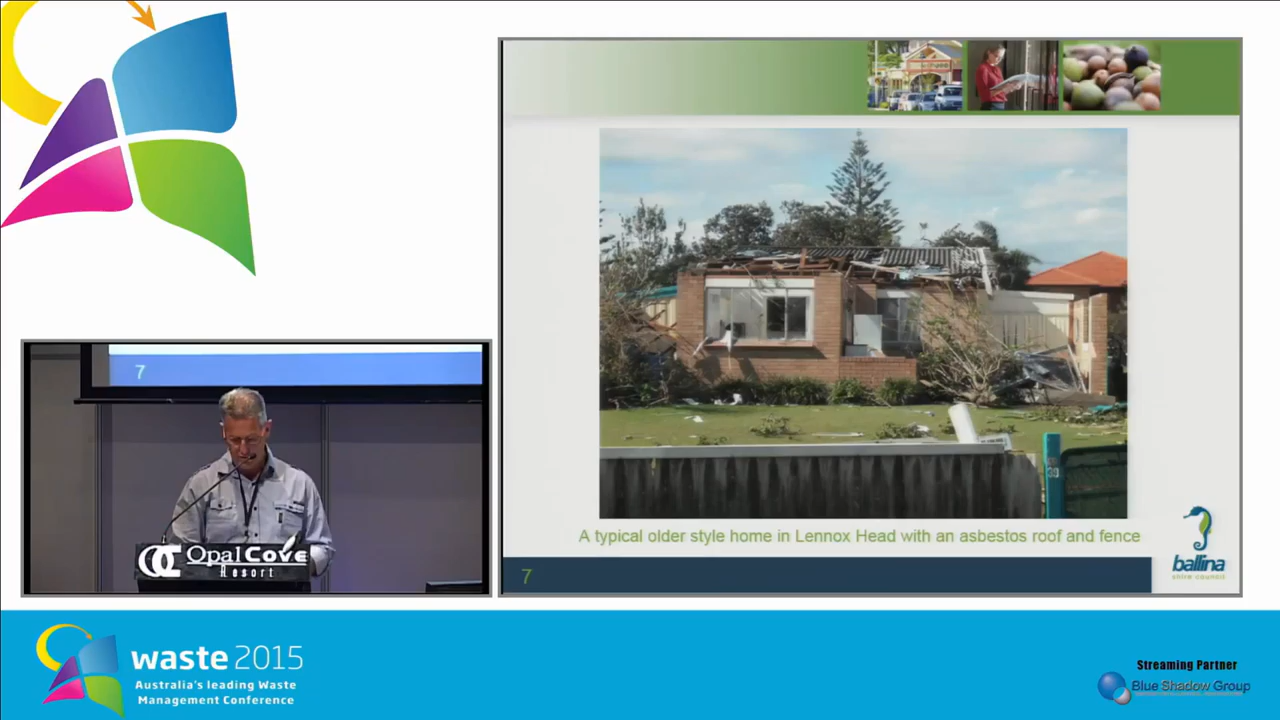 7
OpalCove
Resort
A typical older style home in Lennox Head with an asbestos roof and fence
7
ballina
shire council
waste 2015
Australia's leading Waste
Management Conference
Streaming Partner
Blue Shadow Group